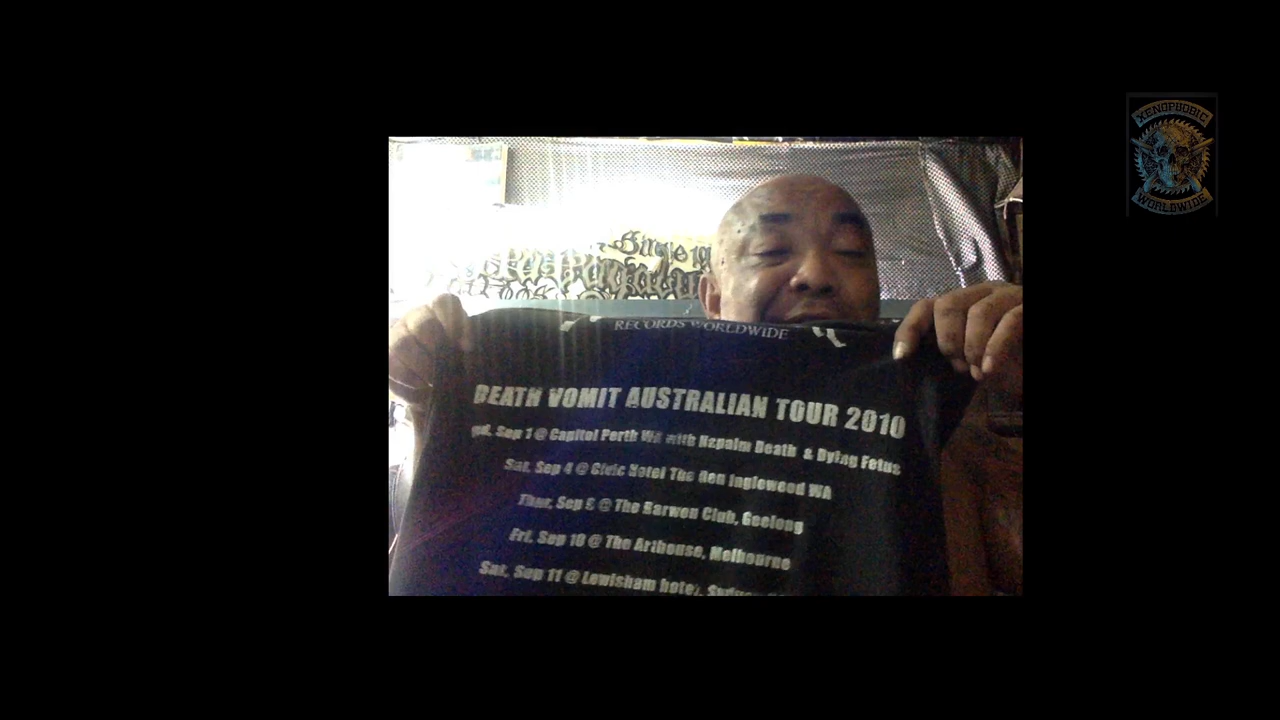 XENOPHOBIC
WORLDWIDE
Since 19
RECORDS WORLDWIDE
DEATH VOMIT AUSTRALIAN TOUR 2010
Sep 1 @ Capitol Perth WA with Napalm Death & Dying Fetus
Sat, Sep 4 @ Civic Hotel The Den Inglewood WA
Thur, Sep 9 @ The Barwon Club, Geelong
Fri, Sep 10 @ The Arthouse, Melbourne
Sat, Sep 11 @ Lewisham hotel,